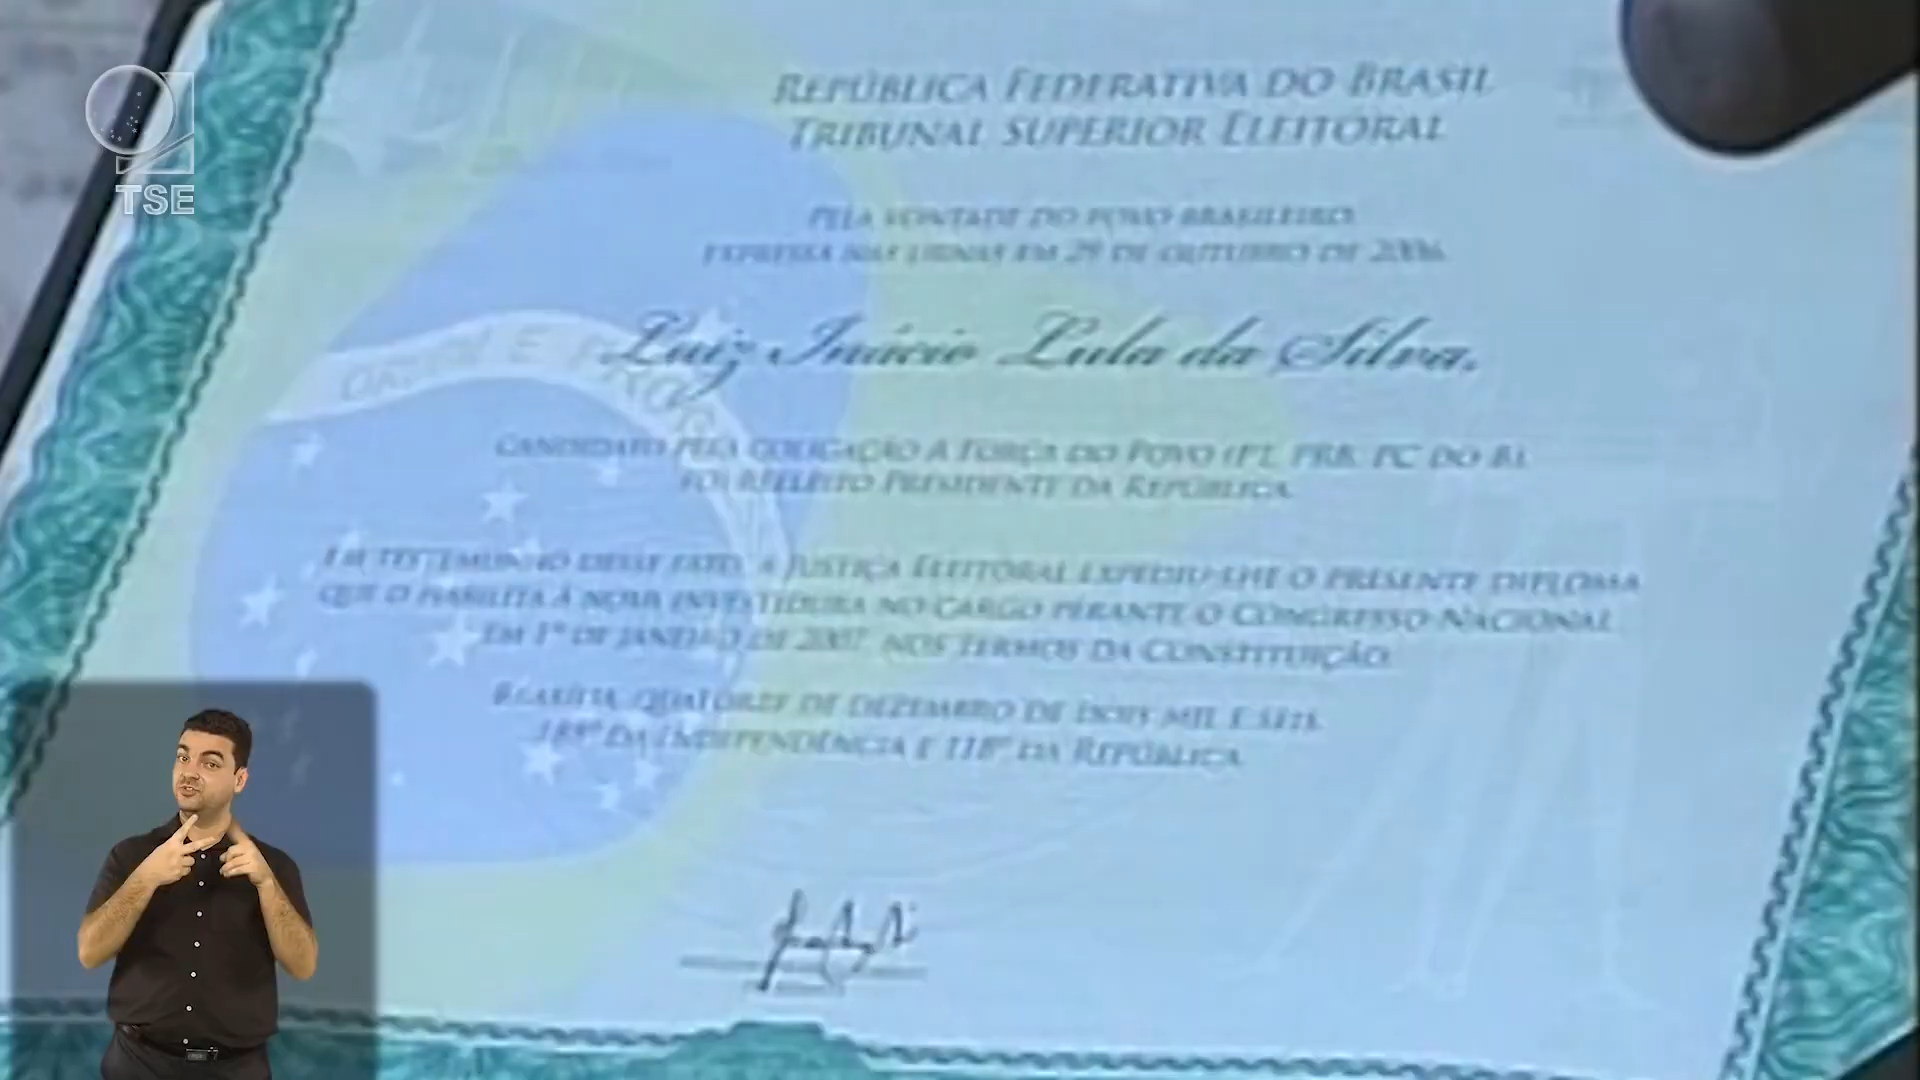 TSE
REPÚBLICA FEDERATIVA DO BRASIL
TRIBUNAL SUPERIOR ELEITORAL
PELA VONTADE DO POVO BRASILEIRO,
EXPRESSA NAS URNAS EM 29 DE OUTUBRO DE 2006,
Luiz Inácio Lula da Silva,
CANDIDATO PELA COLIGAÇÃO A FORÇA DO POVO (PT, PRB, PC DO B),
FOI REELEITO PRESIDENTE DA REPÚBLICA.
EM TESTEMUNHO DESSE FATO, A JUSTIÇA ELEITORAL EXPEDIU-LHE O PRESENTE DIPLOMA
QUE O HABILITA À NOVA INVESTIDURA NO CARGO PERANTE O CONGRESSO NACIONAL
EM 1º DE JANEIRO DE 2007, NOS TERMOS DA CONSTITUIÇÃO.
BRASÍLIA, QUATORZE DE DEZEMBRO DE DOIS MIL E SEIS,
185º DA INDEPENDÊNCIA E 118º DA REPÚBLICA.